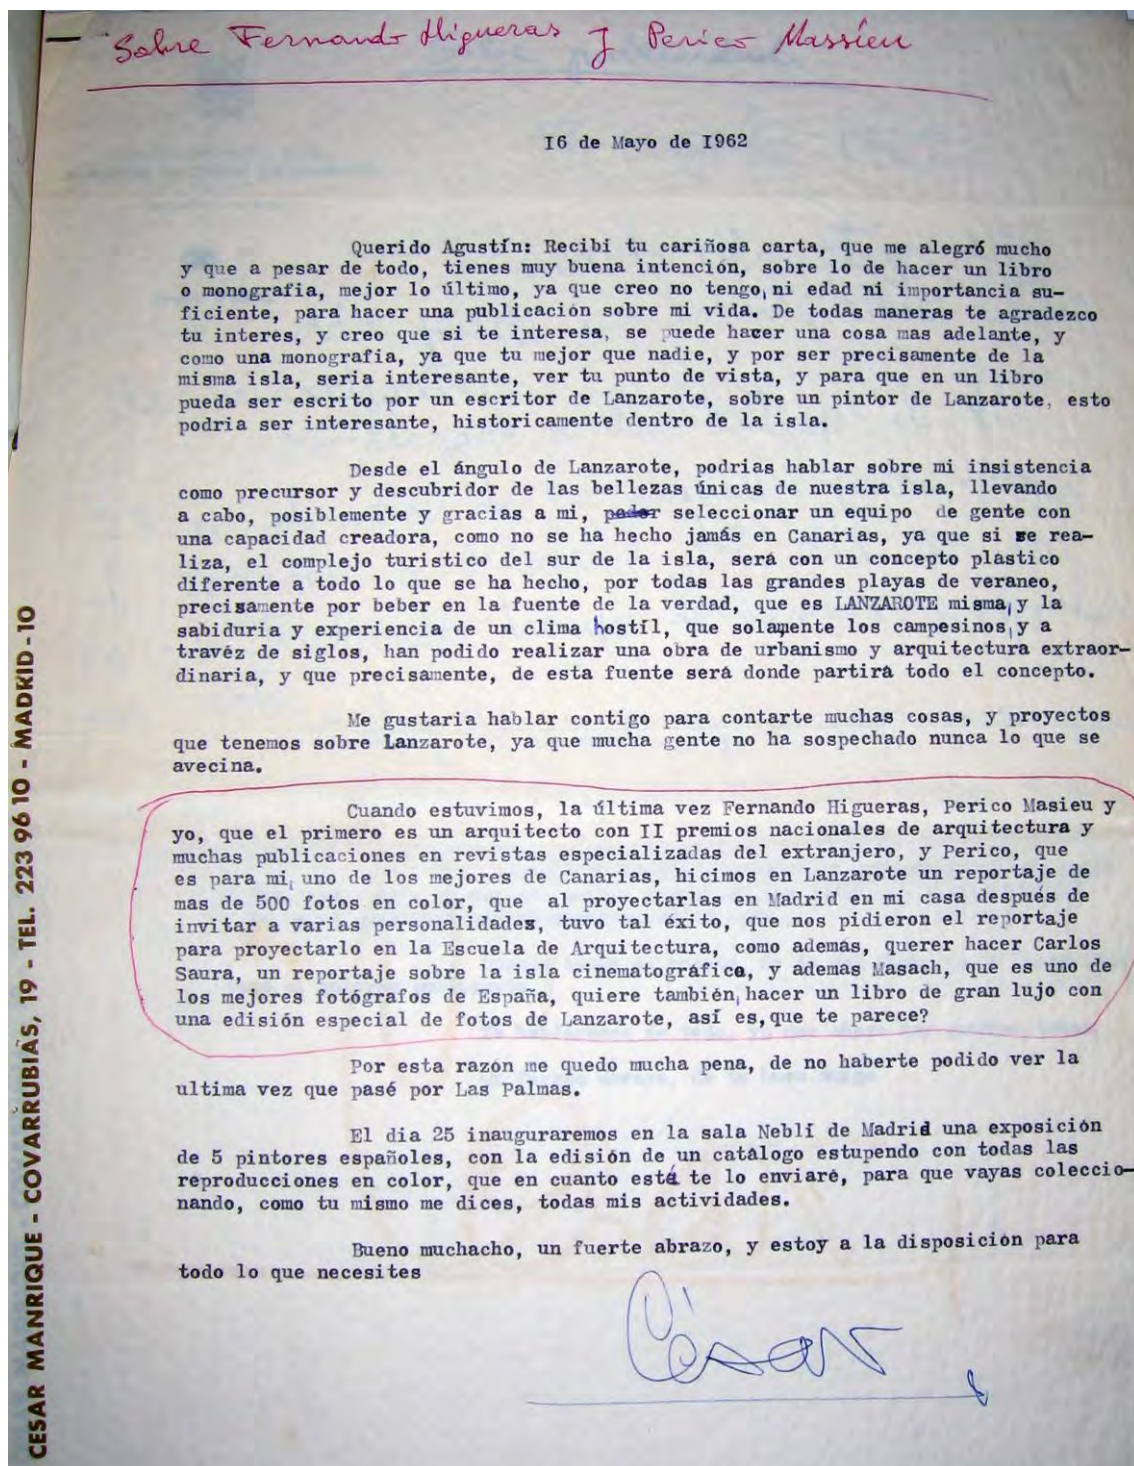 Sobre Fernando Higueras y Perico Massieu
I6 de Mayo de I962
Querido Agustín: Recibi tu cariñosa carta, que me alegró mucho
y que a pesar de todo, tienes muy buena intención, sobre lo de hacer un libro
o monografia, mejor lo último, ya que creo no tengo, ni edad ni importancia su-
ficiente, para hacer una publicación sobre mi vida. De todas maneras te agradezco
tu interes, y creo que si te interesa, se puede hacer una cosa mas adelante, y
como una monografia, ya que tu mejor que nadie, y por ser precisamente de la
misma isla, seria interesante, ver tu punto de vista, y para que en un libro
pueda ser escrito por un escritor de Lanzarote, sobre un pintor de Lanzarote, esto
podria ser interesante, historicamente dentro de la isla.
Desde el ángulo de Lanzarote, podrias hablar sobre mi insistencia
como precursor y descubridor de las bellezas únicas de nuestra isla, llevando
a cabo, posiblemente y gracias a mi, poder seleccionar un equipo de gente con
una capacidad creadora, como no se ha hecho jamás en Canarias, ya que si se rea-
liza, el complejo turistico del sur de la isla, será con un concepto plastico
diferente a todo lo que se ha hecho, por todas las grandes playas de veraneo,
precisamente por beber en la fuente de la verdad, que es LANZAROTE misma, y la
sabiduria y experiencia de un clima hostíl, que solamente los campesinos, y a
travéz de siglos, han podido realizar una obra de urbanismo y arquitectura extraor-
dinaria, y que precisamente, de esta fuente será donde partirá todo el concepto.
Me gustaria hablar contigo para contarte muchas cosas, y proyectos
que tenemos sobre Lanzarote, ya que mucha gente no ha sospechado nunca lo que se
avecina.
Cuando estuvimos, la última vez Fernando Higueras, Perico Masieu y
yo, que el primero es un arquitecto con II premios nacionales de arquitectura y
muchas publicaciones en revistas especializadas del extranjero, y Perico, que
es para mi, uno de los mejores de Canarias, hicimos en Lanzarote un reportaje de
mas de 500 fotos en color, que al proyectarlas en Madrid en mi casa después de
invitar a varias personalidades, tuvo tal éxito, que nos pidieron el reportaje
para proyectarlo en la Escuela de Arquitectura, como además, querer hacer Carlos
Saura, un reportaje sobre la isla cinematográfica, y ademas Masach, que es uno de
los mejores fotógrafos de España, quiere también, hacer un libro de gran lujo con
una edisión especial de fotos de Lanzarote, así es, que te parece?
Por esta razón me quedo mucha pena, de no haberte podido ver la
ultima vez que pasé por Las Palmas.
El dia 25 inauguraremos en la sala Neblí de Madrid una exposición
de 5 pintores españoles, con la edisión de un catálogo estupendo con todas las
reproducciones en color, que en cuanto está te lo enviaré, para que vayas coleccio-
nando, como tu mismo me dices, todas mis actividades.
Bueno muchacho, un fuerte abrazo, y estoy a la disposición para
todo lo que necesites
César
CESAR MANRIQUE - COVARRUBIAS, 19 - TEL. 223 96 10 - MADRID-10